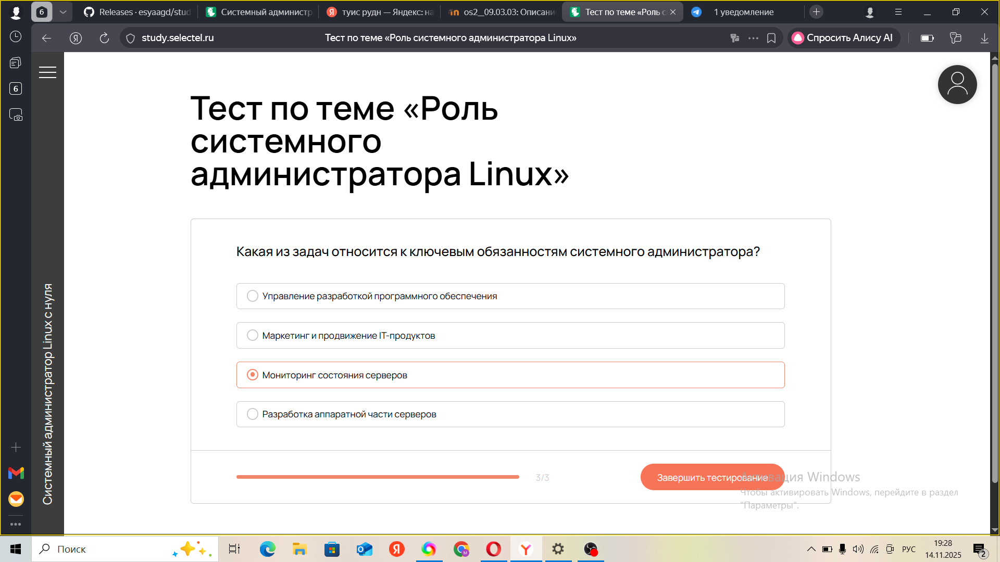 6
Releases · esyaagd/stud
Системный администр
туис рудн — Яндекс: на
os2__09.03.03: Описани
Тест по теме «Роль с
1 уведомление
study.selectel.ru
Тест по теме «Роль системного администратора Linux»
Спросить Алису AI
6
Системный администратор Linux с нуля
Тест по теме «Роль
системного
администратора Linux»
Какая из задач относится к ключевым обязанностям системного администратора?
Управление разработкой программного обеспечения
Маркетинг и продвижение IT-продуктов
Мониторинг состояния серверов
Разработка аппаратной части серверов
3/3
Завершить тестирование
Активация Windows
Чтобы активировать Windows, перейдите в раздел
"Параметры".
Поиск
РУС
19:28
14.11.2025
2